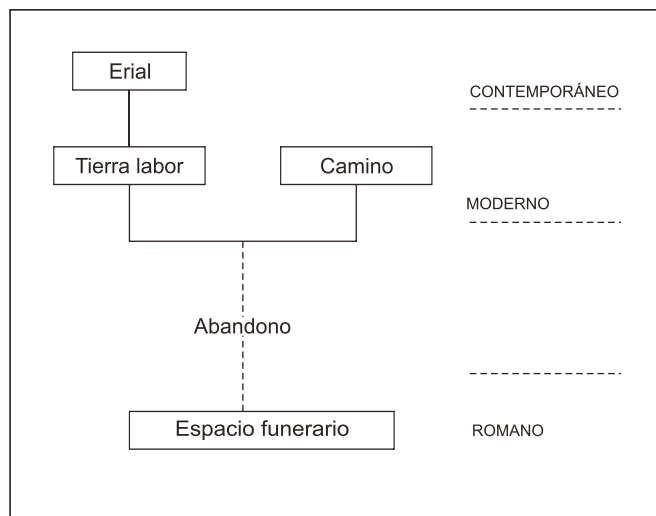 Erial
CONTEMPORÁNEO
Tierra labor
Camino
MODERNO
Abandono
Espacio funerario
ROMANO